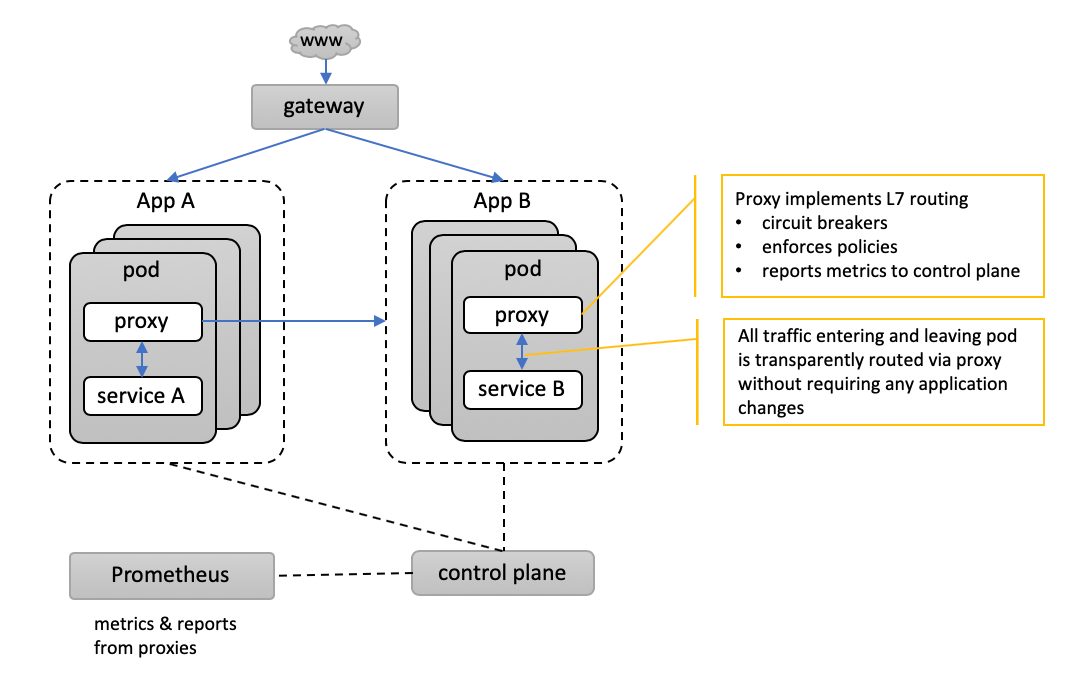 www
gateway
App A
pod
proxy
service A
App B
pod
proxy
service B
Proxy implements L7 routing
• circuit breakers
• enforces policies
• reports metrics to control plane
All traffic entering and leaving pod
is transparently routed via proxy
without requiring any application
changes
Prometheus
control plane
metrics & reports
from proxies